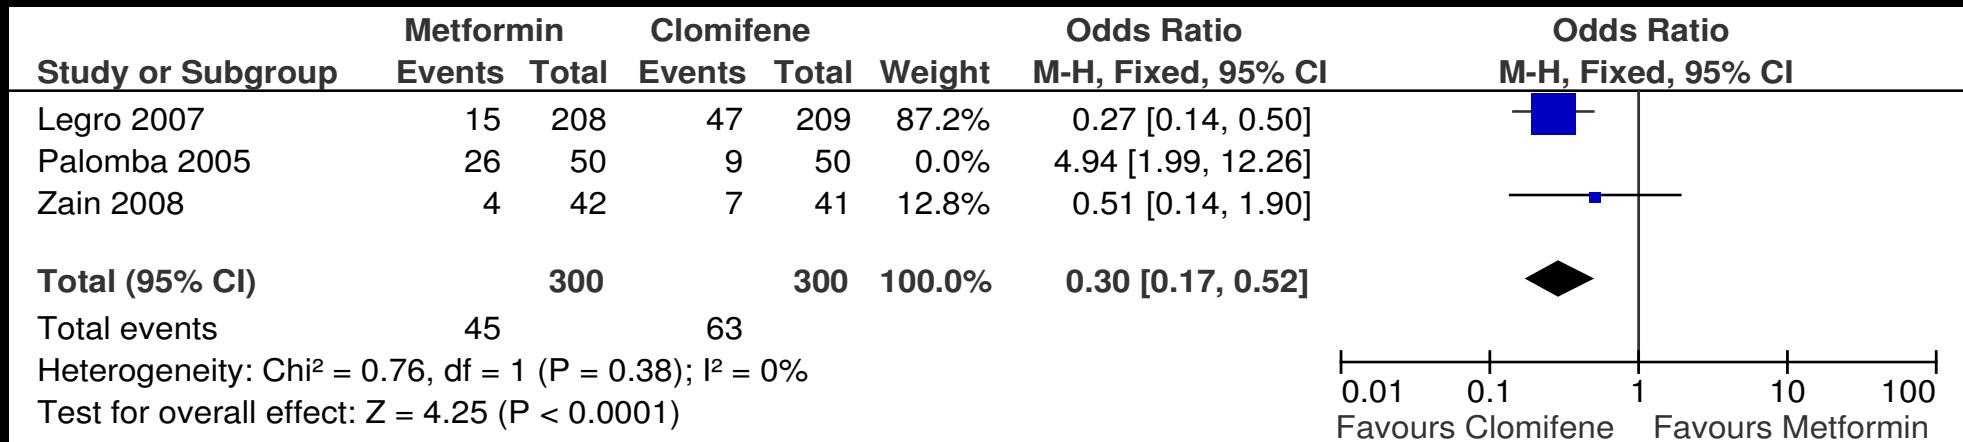 Metformin Clomifene Odds Ratio Odds Ratio
Study or Subgroup Events Total Events Total Weight M-H, Fixed, 95% CI M-H, Fixed, 95% CI
Legro 2007 15 208 47 209 87.2% 0.27 [0.14, 0.50]
Palomba 2005 26 50 9 50 0.0% 4.94 [1.99, 12.26]
Zain 2008 4 42 7 41 12.8% 0.51 [0.14, 1.90]
Total (95% CI) 300 300 100.0% 0.30 [0.17, 0.52]
Total events 45 63
Heterogeneity: Chi² = 0.76, df = 1 (P = 0.38); I² = 0%
Test for overall effect: Z = 4.25 (P < 0.0001)
0.01 0.1 1 10 100
Favours Clomifene Favours Metformin